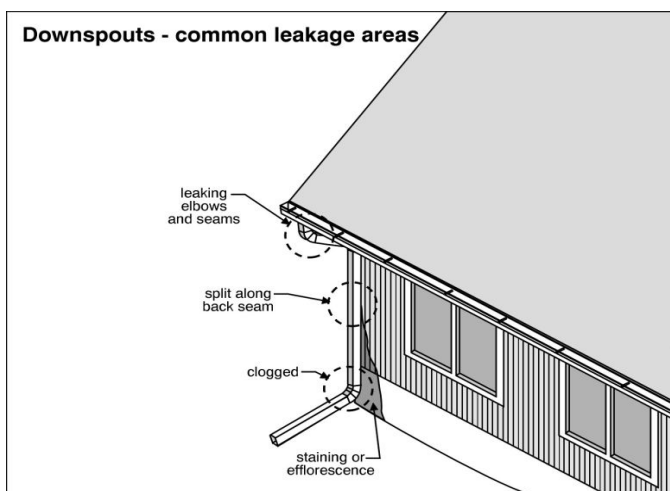 Downspouts - common leakage areas
leaking
elbows
and seams
split along
back seam
clogged
staining or
efflorescence